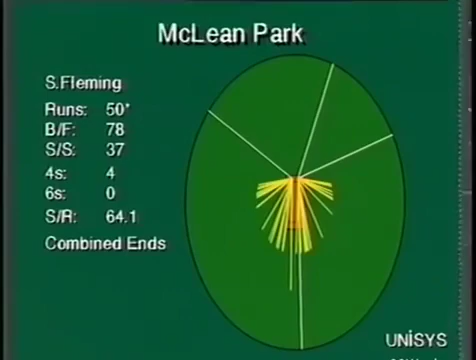 McLean Park
S.Fleming
Runs: 50*
B/F: 78
S/S: 37
4s: 4
6s: 0
S/R: 64.1
Combined Ends
UNiSYS